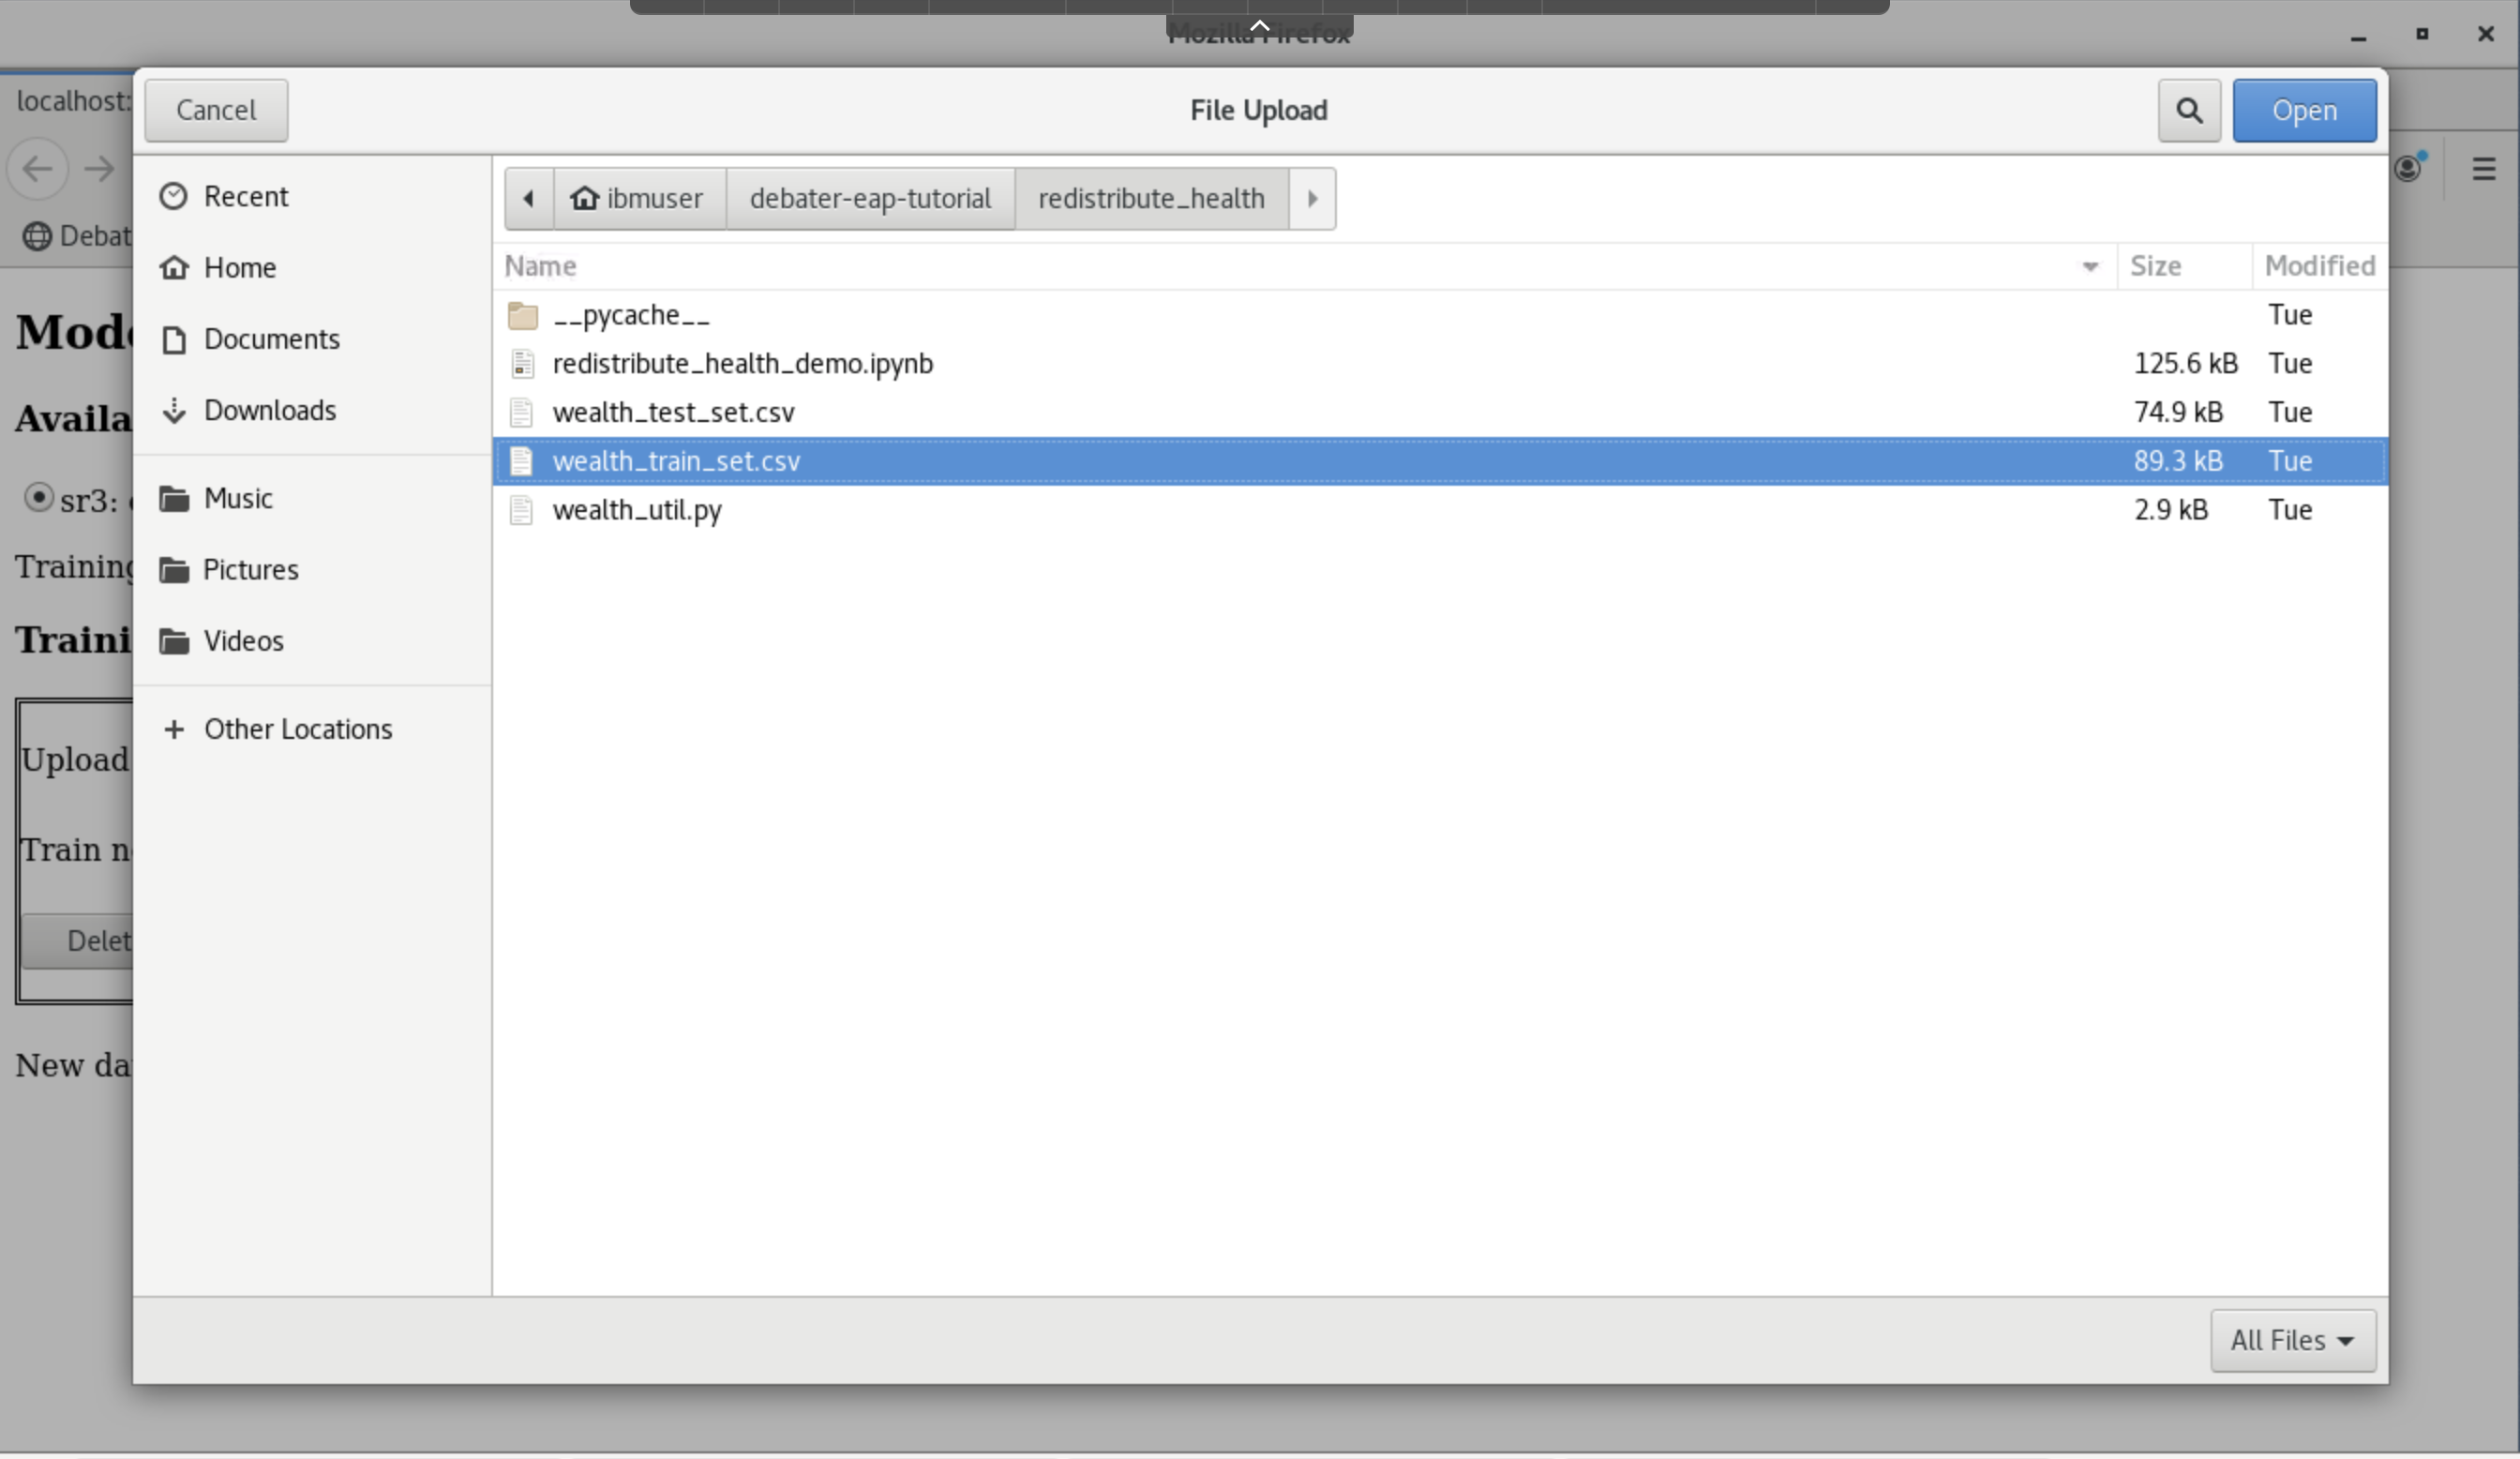 Mozilla Firefox
localhost:
Cancel
File Upload
Open
Debat
Recent
Home
Documents
Downloads
Music
Pictures
Videos
Other Locations
ibmuser debater-eap-tutorial redistribute_health
Name Size Modified
__pycache__ Tue
redistribute_health_demo.ipynb 125.6 kB Tue
wealth_test_set.csv 74.9 kB Tue
wealth_train_set.csv 89.3 kB Tue
wealth_util.py 2.9 kB Tue
All Files
Mode
Availa
sr3:
Training
Traini
Upload
Train n
Delet
New da